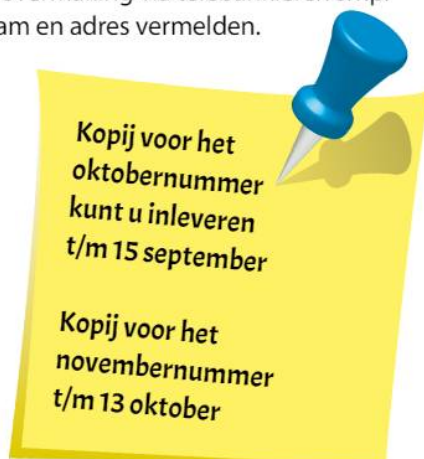 am en adres vermelden.
Kopij voor het
oktobernummer
kunt u inleveren
t/m 15 september
Kopij voor het
novembernummer
t/m 13 oktober